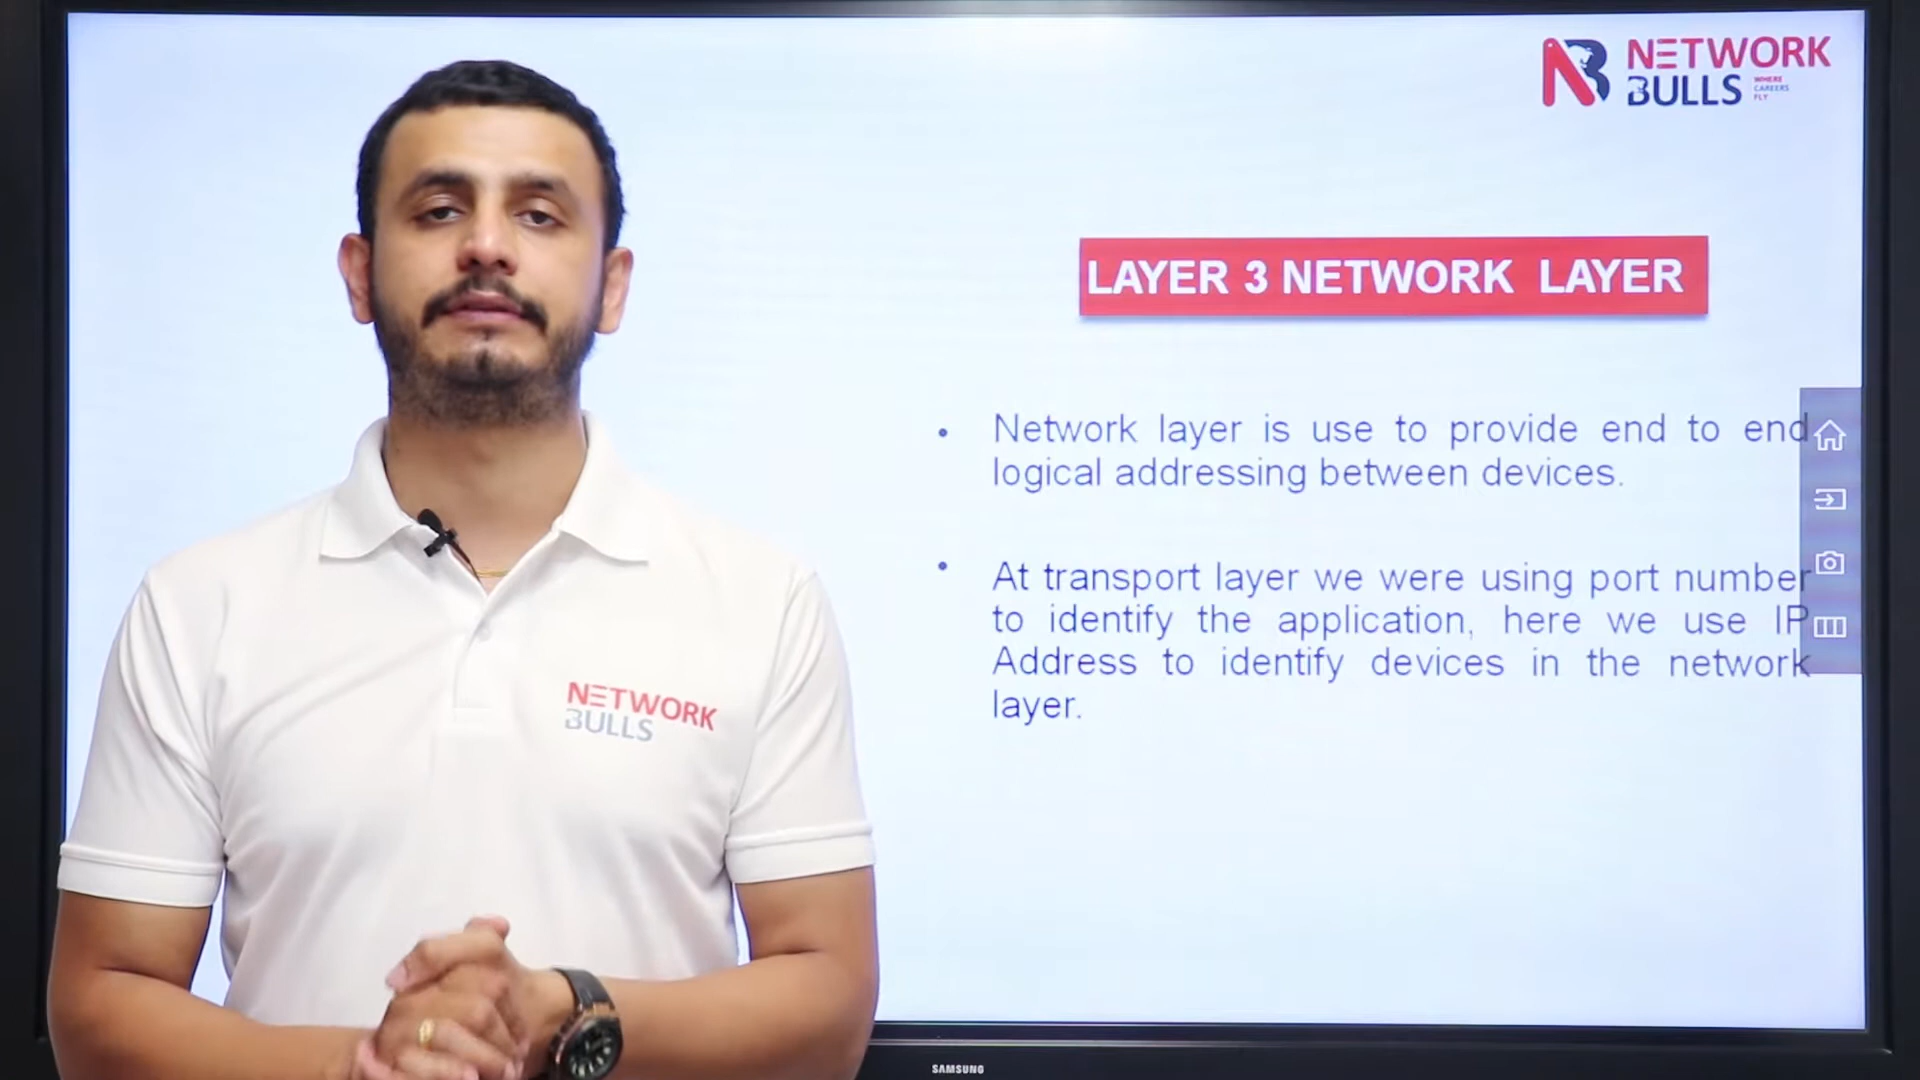 NETWORK
BULLS
WHERE
CAREERS
FLY
LAYER 3 NETWORK LAYER
• Network layer is use to provide end to end
logical addressing between devices.
• At transport layer we were using port number
to identify the application, here we use IP
Address to identify devices in the network
layer.
NETWORK
BULLS
SAMSUNG